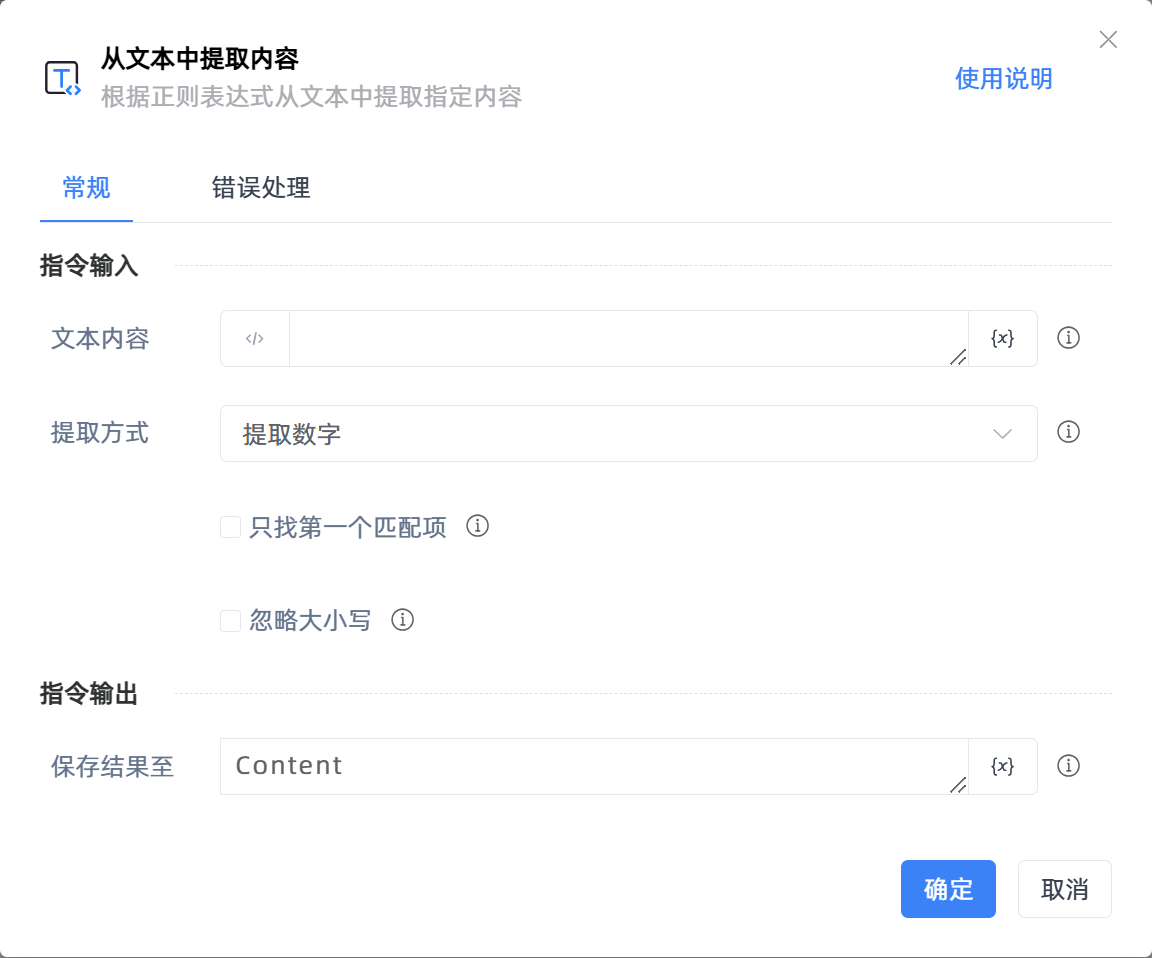 从文本中提取内容
根据正则表达式从文本中提取指定内容
使用说明
常规
错误处理
指令输入
文本内容
</>
{x}
提取方式
提取数字
只找第一个匹配项
忽略大小写
指令输出
保存结果至
Content
{x}
确定
取消